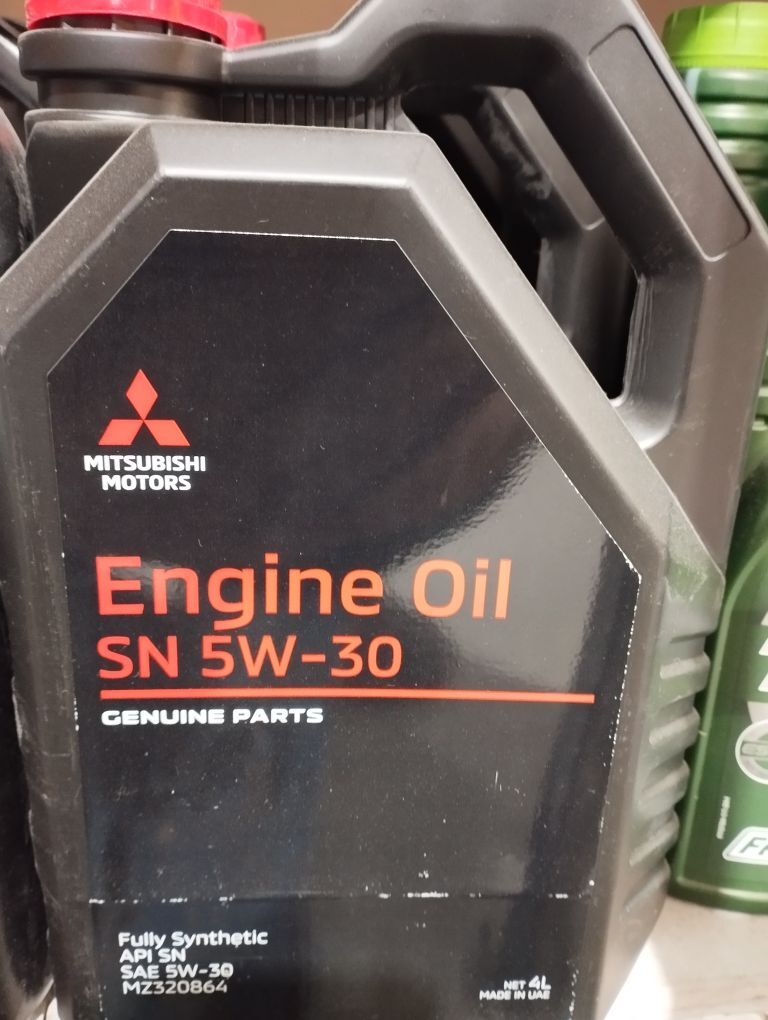 MITSUBISHI
MOTORS
Engine Oil
SN 5W-30
GENUINE PARTS
Fully Synthetic
API SN
SAE 5W-30
MZ320864
NET 4L
MADE IN UAE